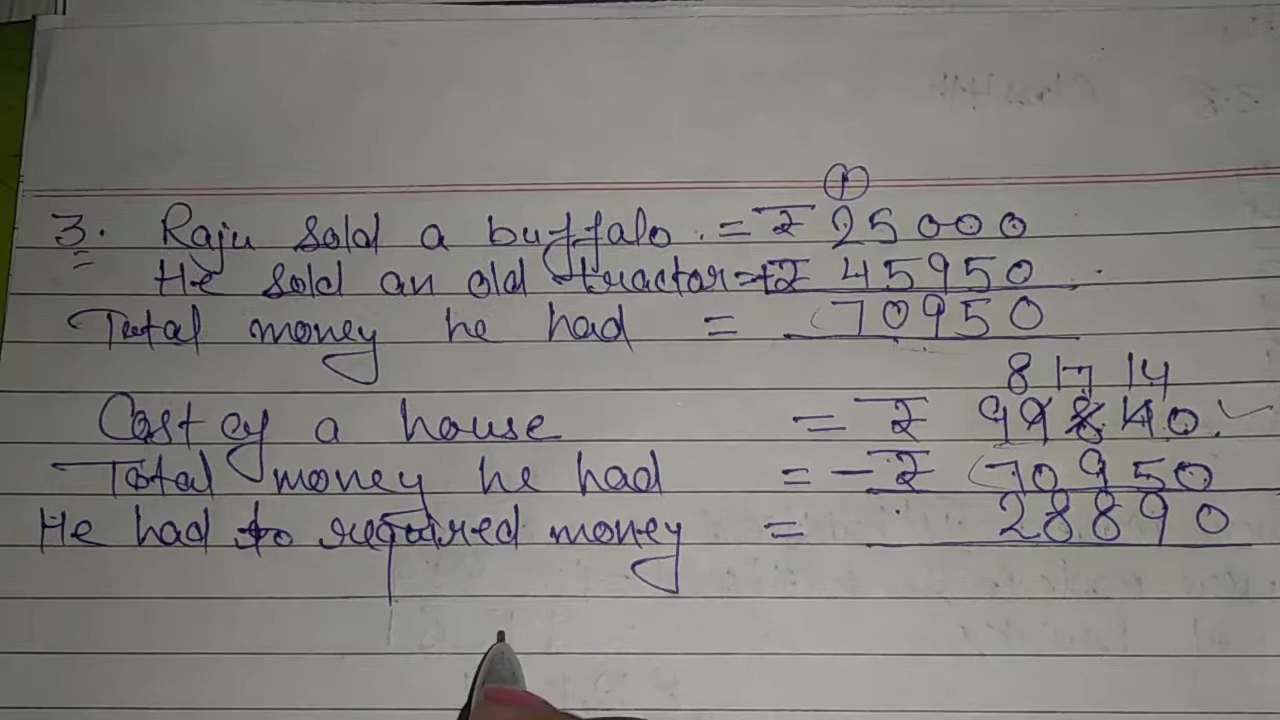 ①
3. Raju sold a buffalo. = ₹ 25000
He sold an old tractor = + ₹ 45950
Total money he had = 70950
8 17 14
Cost of a house = ₹ 99840
Total money he had = - ₹ 70950
He had to required money = 28890